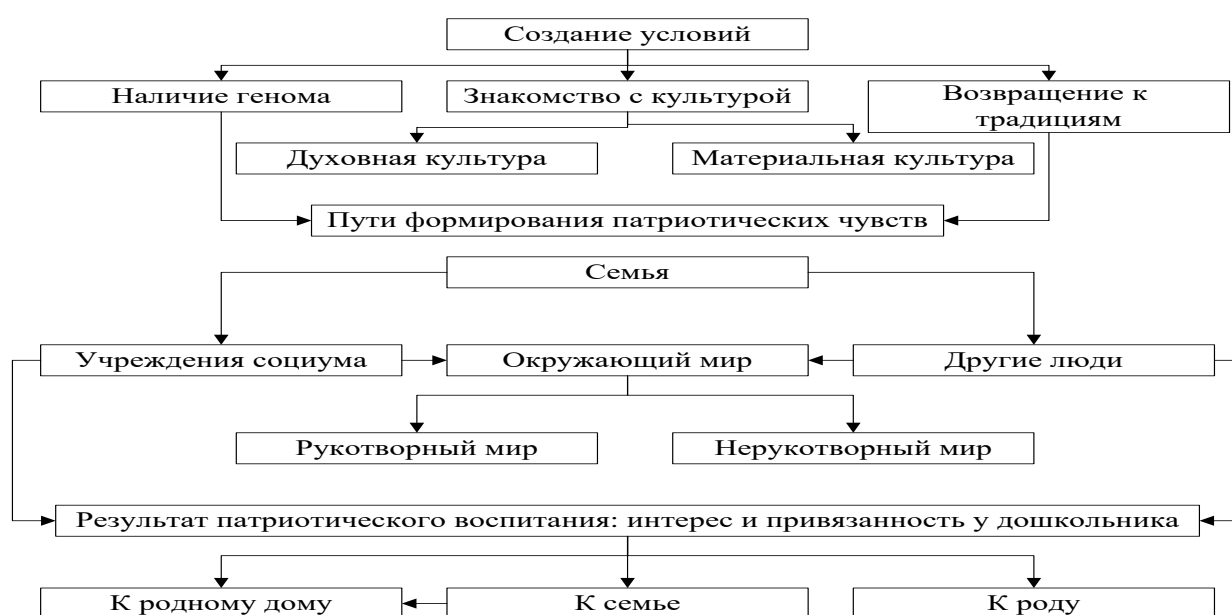 Создание условий
Наличие генома
Знакомство с культурой
Возвращение к
традициям
Духовная культура
Материальная культура
Пути формирования патриотических чувств
Семья
Учреждения социума
Окружающий мир
Другие люди
Рукотворный мир
Нерукотворный мир
Результат патриотического воспитания: интерес и привязанность у дошкольника
К родному дому
К семье
К роду